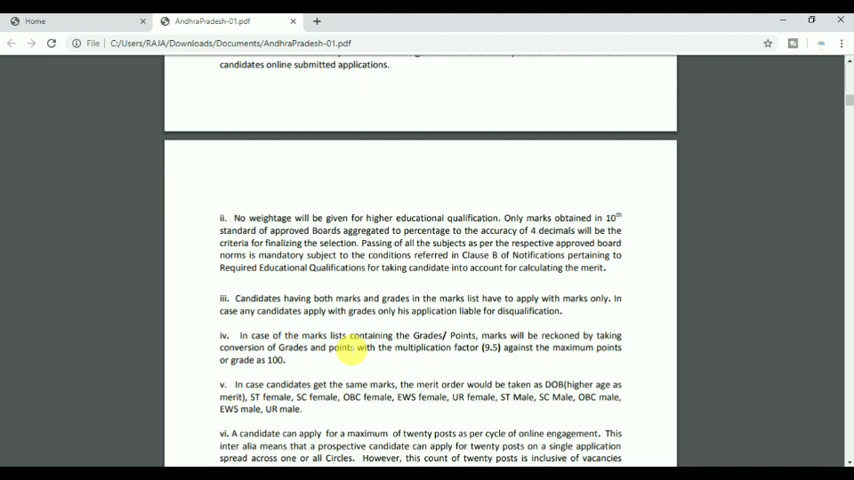 Home
AndhraPradesh-01.pdf
File
C:/Users/RAJA/Downloads/Documents/AndhraPradesh-01.pdf
candidates online submitted applications.
ii. No weightage will be given for higher educational qualification. Only marks obtained in 10th
standard of approved Boards aggregated to percentage to the accuracy of 4 decimals will be the
criteria for finalizing the selection. Passing of all the subjects as per the respective approved board
norms is mandatory subject to the conditions referred in Clause B of Notifications pertaining to
Required Educational Qualifications for taking candidate into account for calculating the merit.
iii. Candidates having both marks and grades in the marks list have to apply with marks only. In
case any candidates apply with grades only his application liable for disqualification.
iv. In case of the marks lists containing the Grades/ Points, marks will be reckoned by taking
conversion of Grades and points with the multiplication factor (9.5) against the maximum points
or grade as 100.
v. In case candidates get the same marks, the merit order would be taken as DOB(higher age as
merit), ST female, SC female, OBC female, EWS female, UR female, ST Male, SC Male, OBC male,
EWS male, UR male.
vi. A candidate can apply for a maximum of twenty posts as per cycle of online engagement. This
inter alia means that a prospective candidate can apply for twenty posts on a single application
spread across one or all Circles. However, this count of twenty posts is inclusive of vacancies